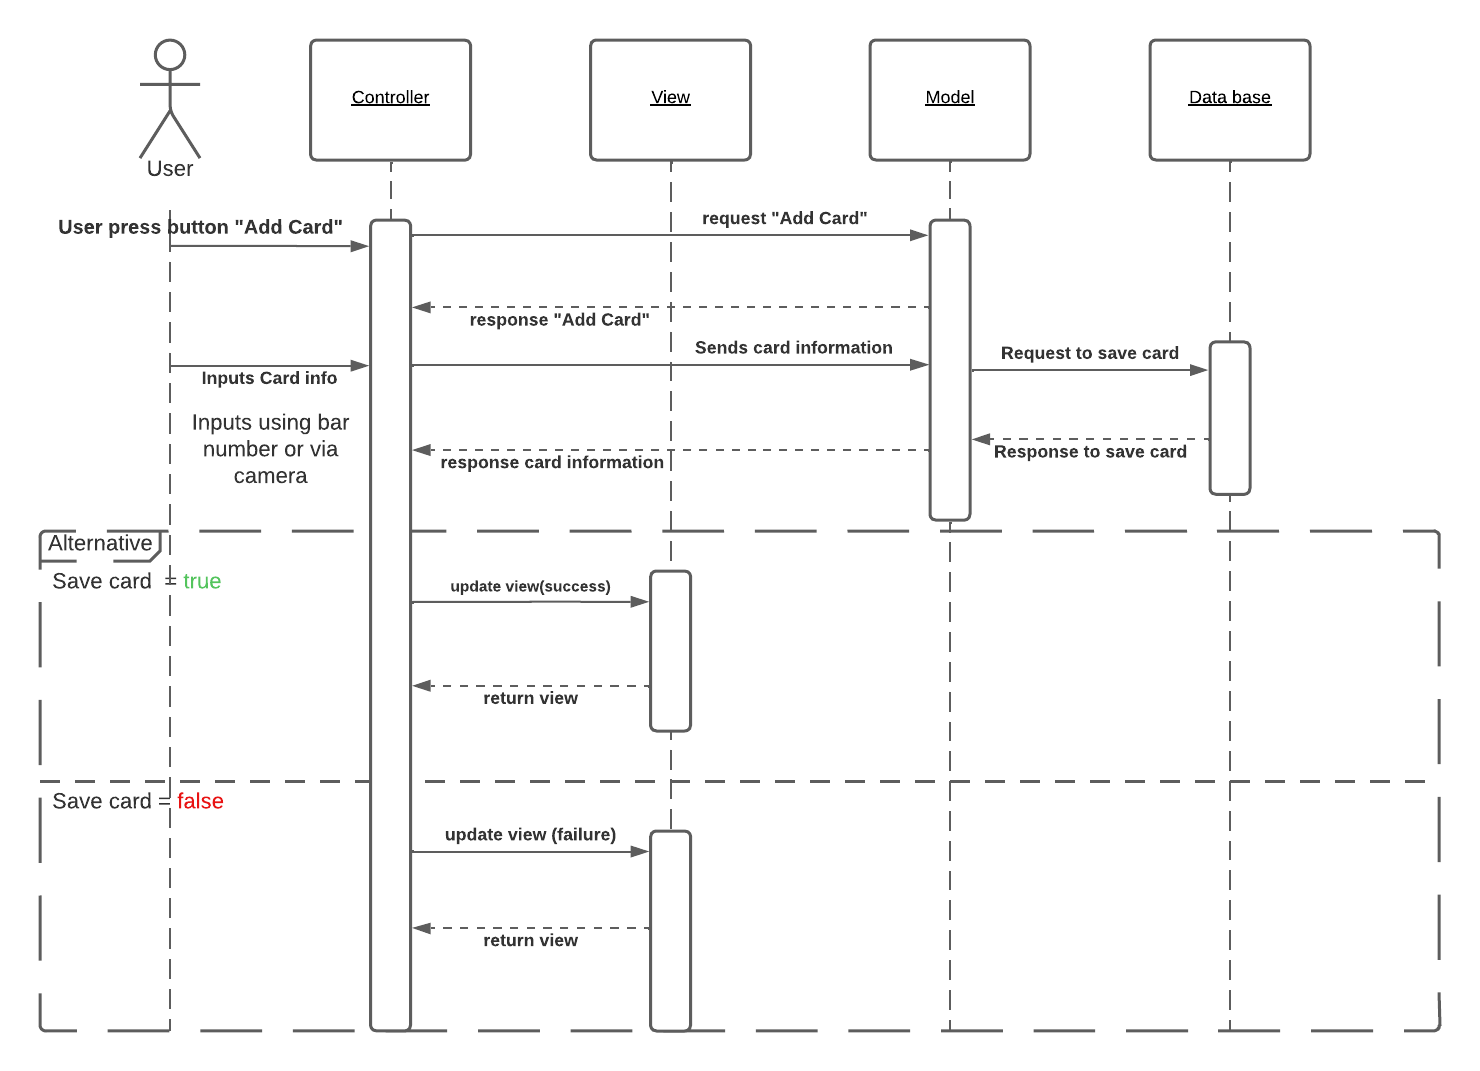 User
Controller
View
Model
Data base
User press button "Add Card"
request "Add Card"
response "Add Card"
Sends card information
Request to save card
Inputs Card info
Inputs using bar
number or via
camera
response card information
Response to save card
Alternative
Save card = true
update view(success)
return view
Save card = false
update view (failure)
return view